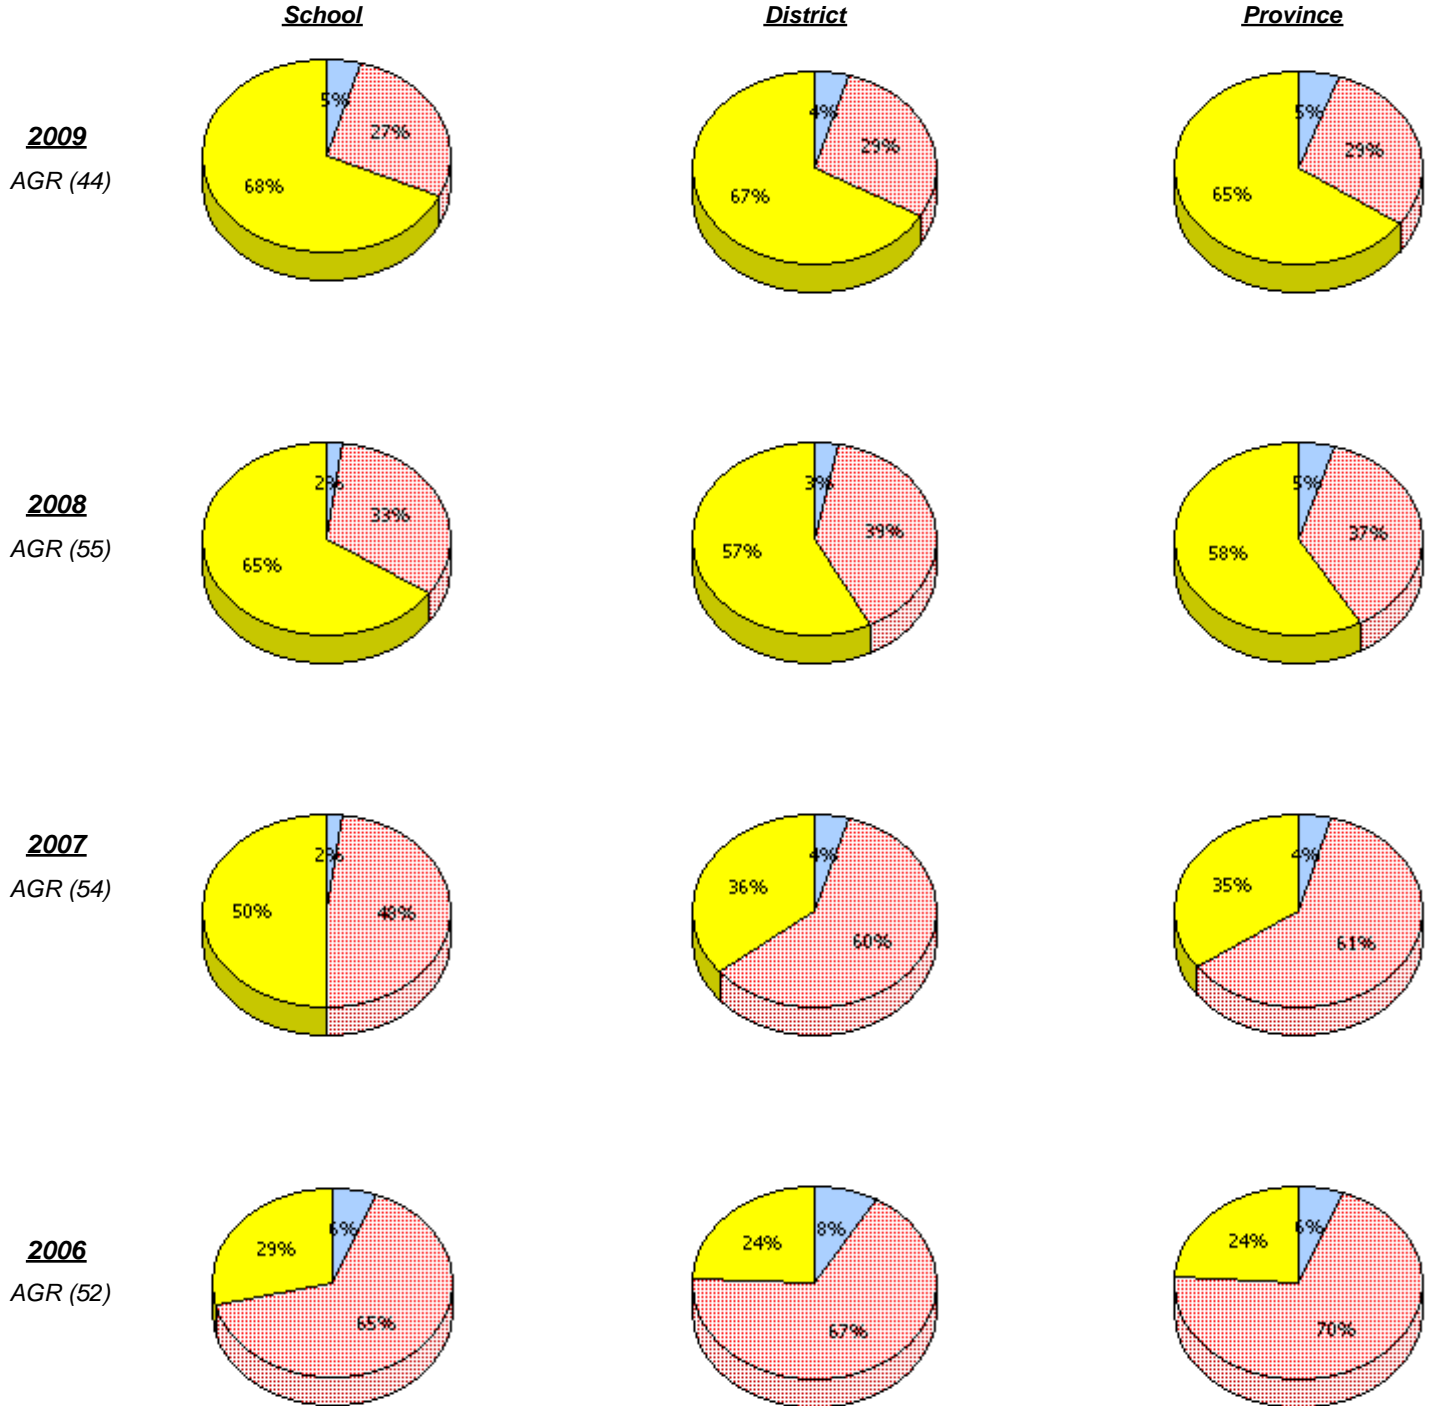 School District Province
5% 27% 68%
4% 29% 67%
5% 29% 65%
2009
AGR (44)
2% 33% 65%
3% 39% 57%
5% 37% 58%
2008
AGR (55)
2% 48% 50%
4% 60% 36%
4% 61% 35%
2007
AGR (54)
6% 65% 29%
8% 67% 24%
6% 70% 24%
2006
AGR (52)